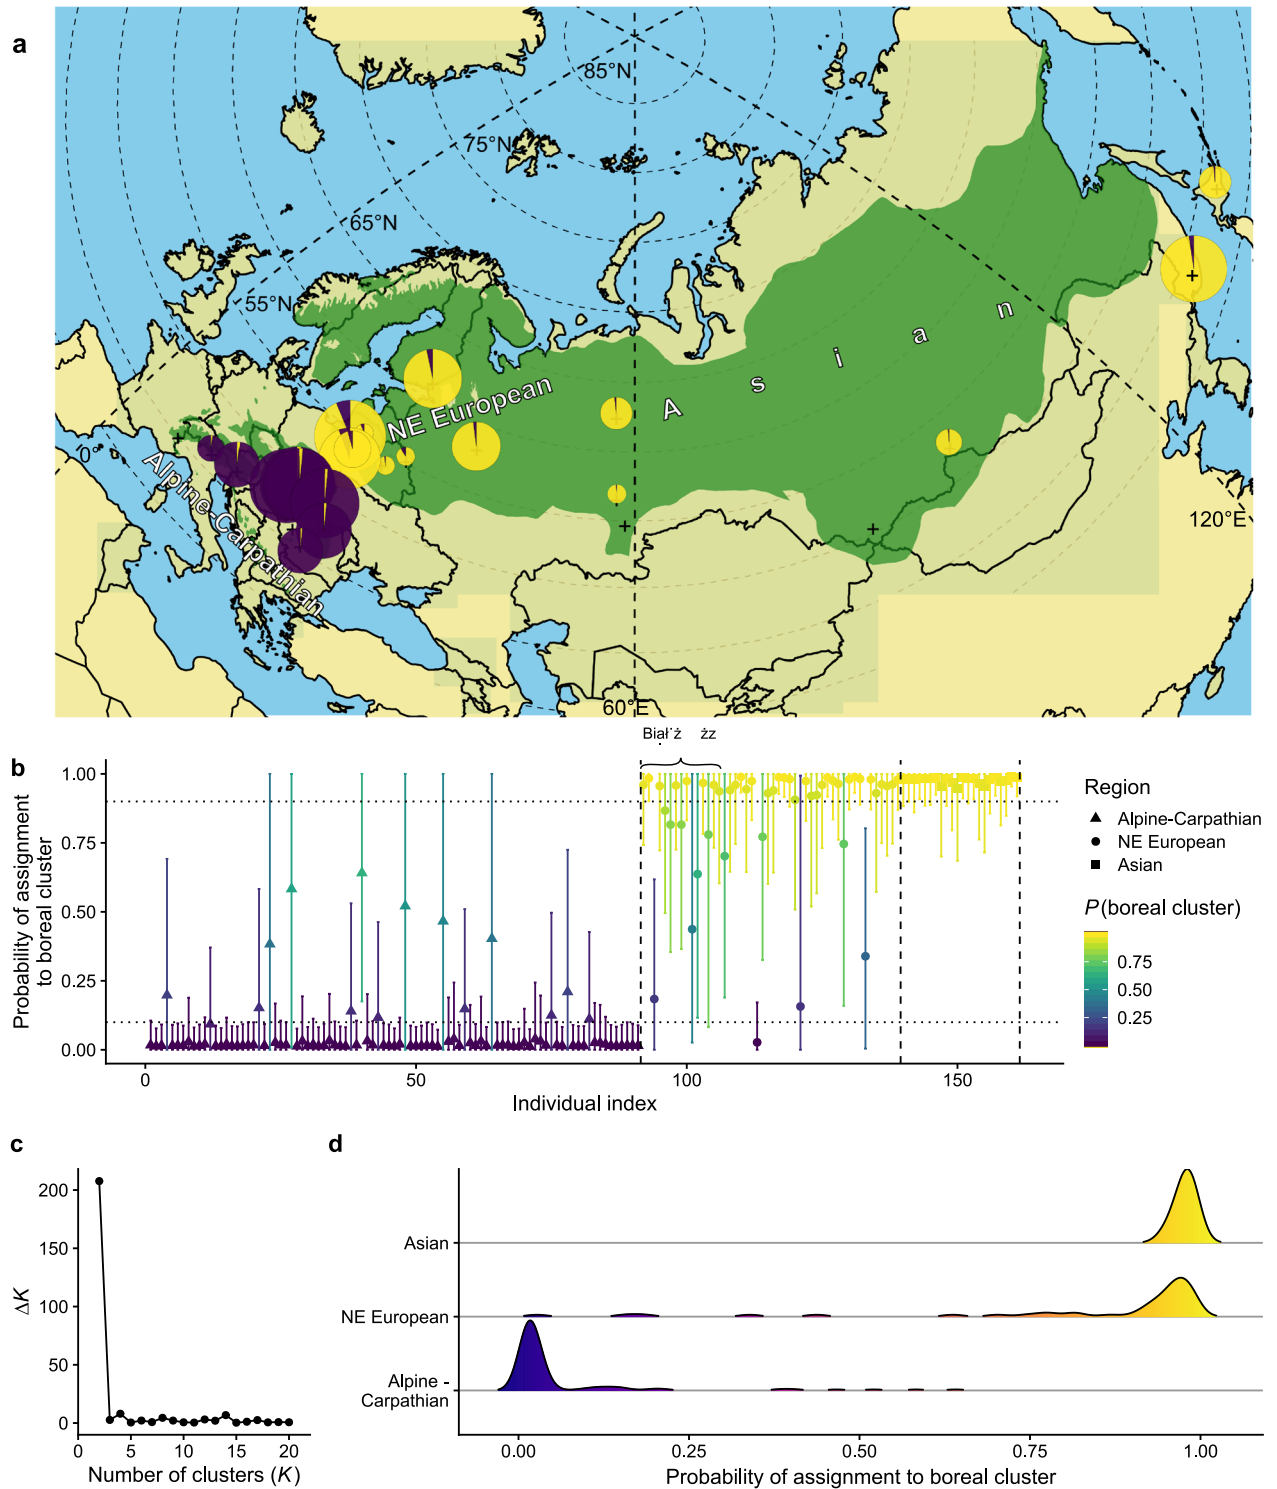 a
85°N
75°N
65°N
55°N
0°
NE European
A s i a n
Alpine-Carpathian
120°E
60°E
b
Probability of assignment
to boreal cluster
1.00
0.75
0.50
0.25
0.00
0
50
100
150
Individual index
Region
Alpine-Carpathian
NE European
Asian
P(boreal cluster)
0.75
0.50
0.25
c
ΔK
200
150
100
50
0
0
5
10
15
20
Number of clusters (K)
d
Asian
NE European
Alpine -
Carpathian
0.00
0.25
0.50
0.75
1.00
Probability of assignment to boreal cluster